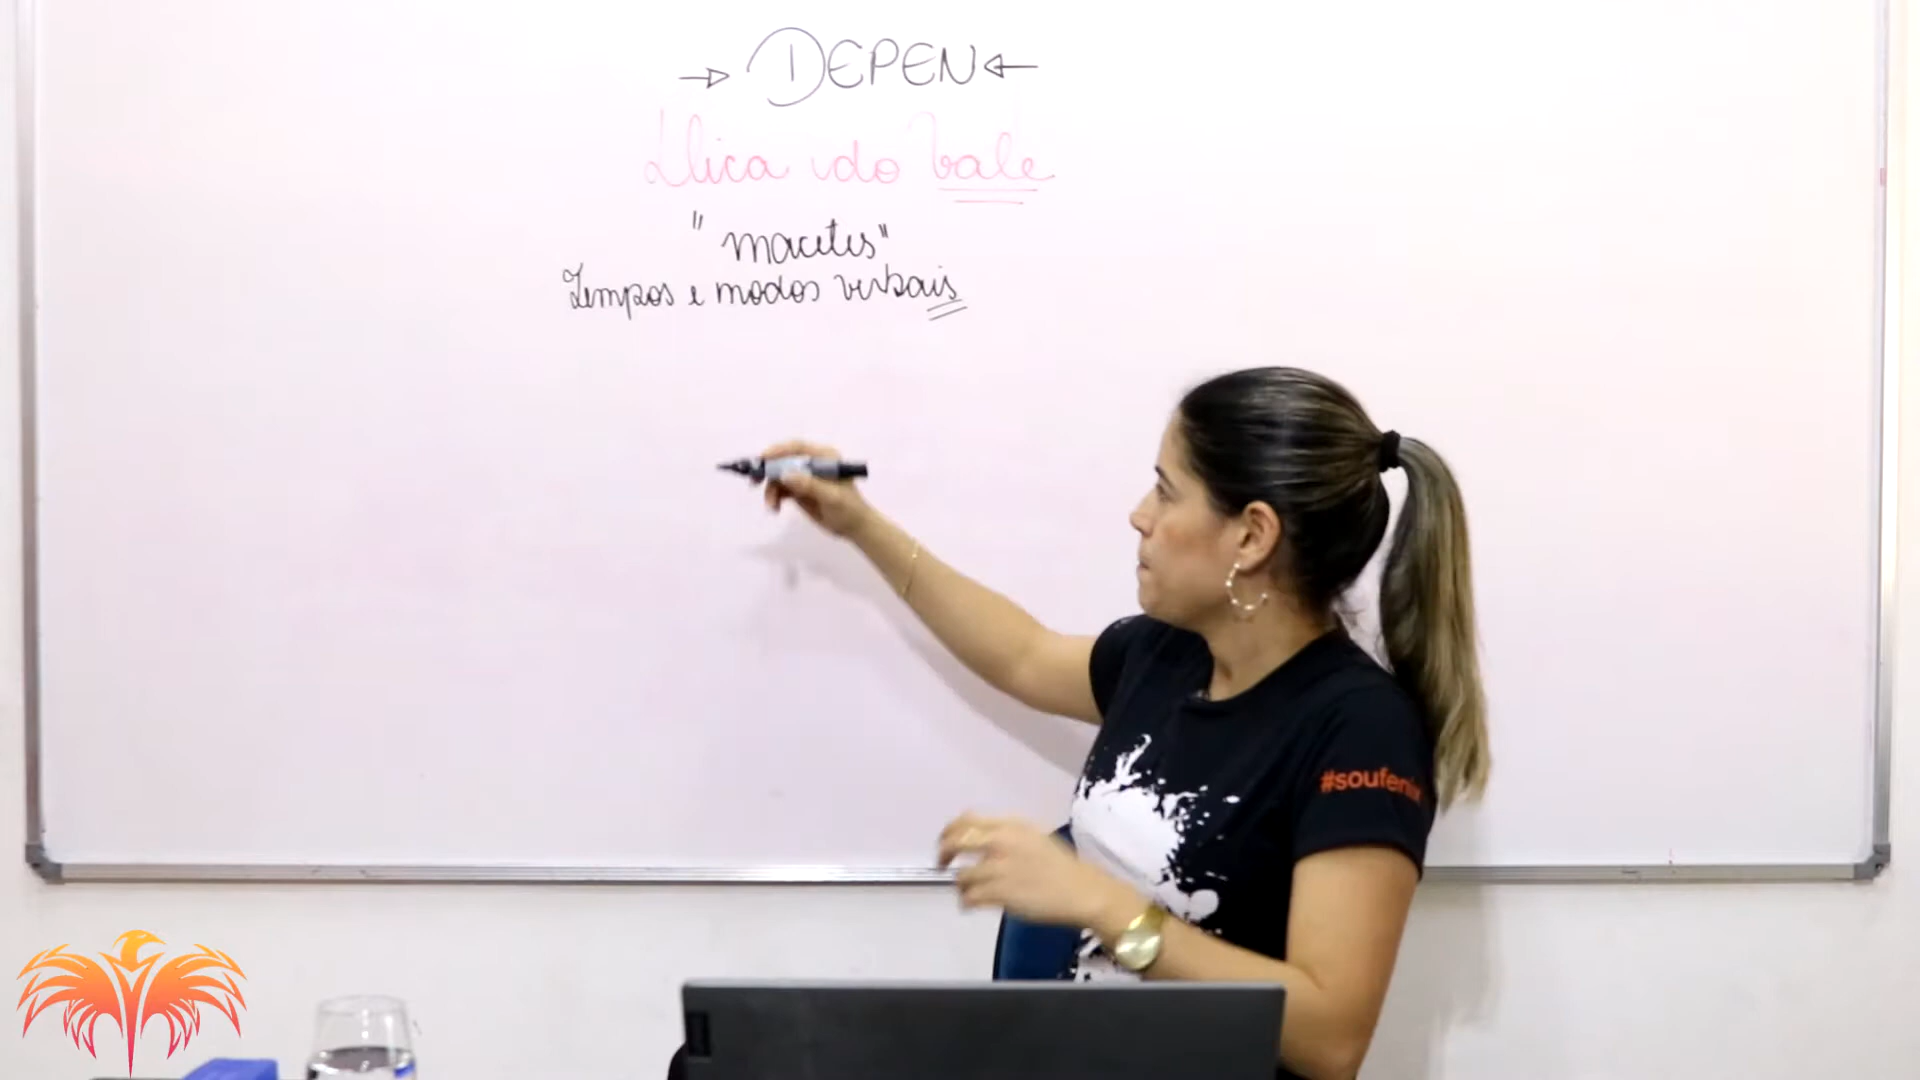 → DEPEN ←
Dica do Vale
"macetes"
Tempos e modos verbais
#soufenix